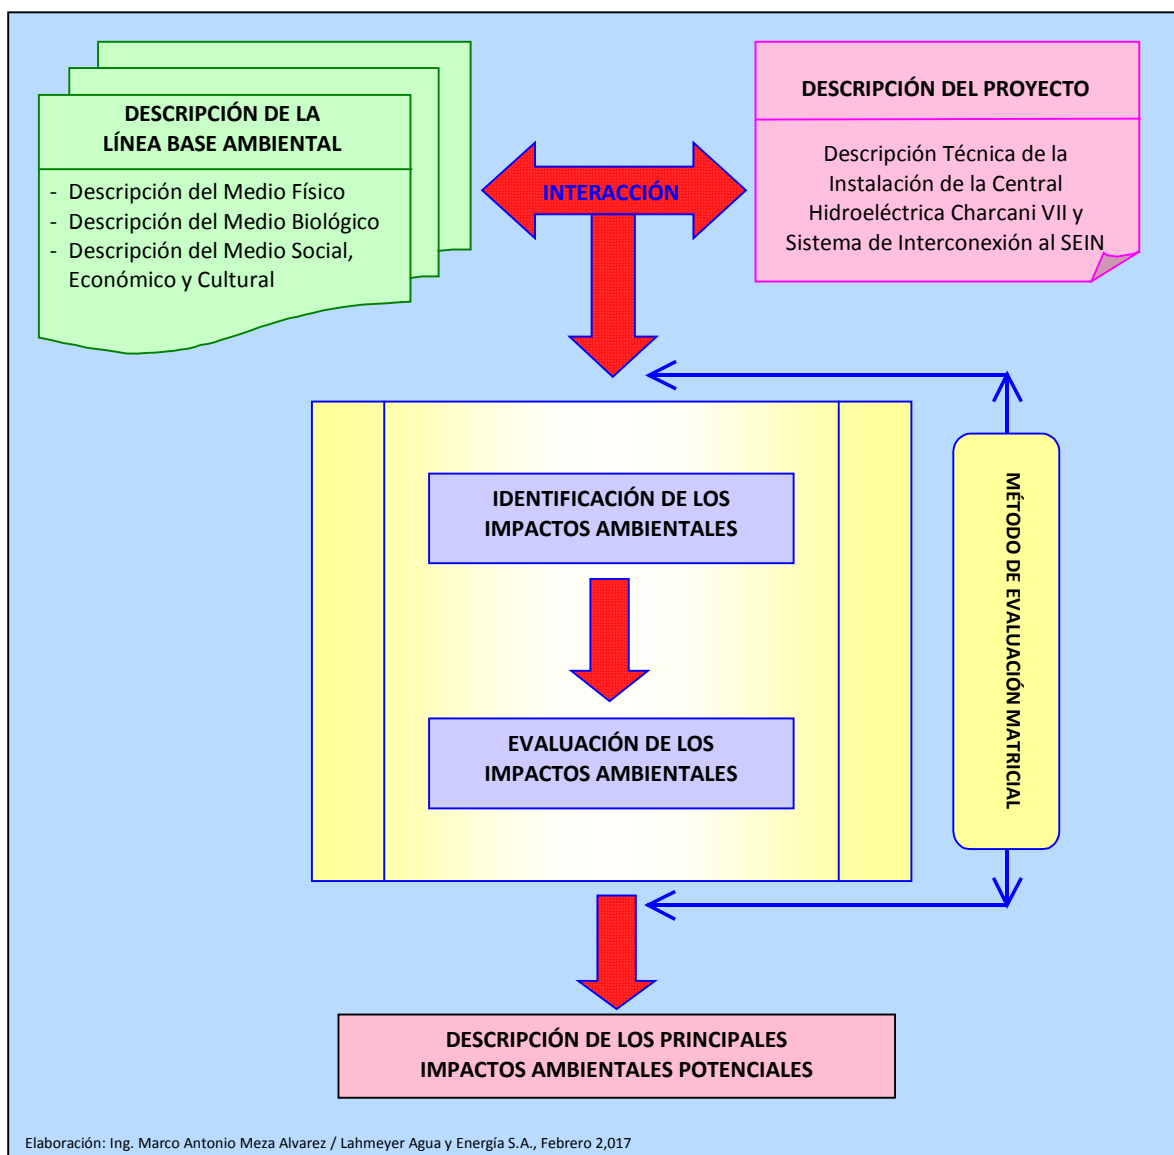 DESCRIPCIÓN DE LA
LÍNEA BASE AMBIENTAL
- Descripción del Medio Físico
- Descripción del Medio Biológico
- Descripción del Medio Social,
Económico y Cultural
INTERACCIÓN
DESCRIPCIÓN DEL PROYECTO
Descripción Técnica de la
Instalación de la Central
Hidroeléctrica Charcani VII y
Sistema de Interconexión al SEIN
IDENTIFICACIÓN DE LOS
IMPACTOS AMBIENTALES
EVALUACIÓN DE LOS
IMPACTOS AMBIENTALES
MÉTODO DE EVALUACIÓN MATRICIAL
DESCRIPCIÓN DE LOS PRINCIPALES
IMPACTOS AMBIENTALES POTENCIALES
Elaboración: Ing. Marco Antonio Meza Alvarez / Lahmeyer Agua y Energía S.A., Febrero 2,017